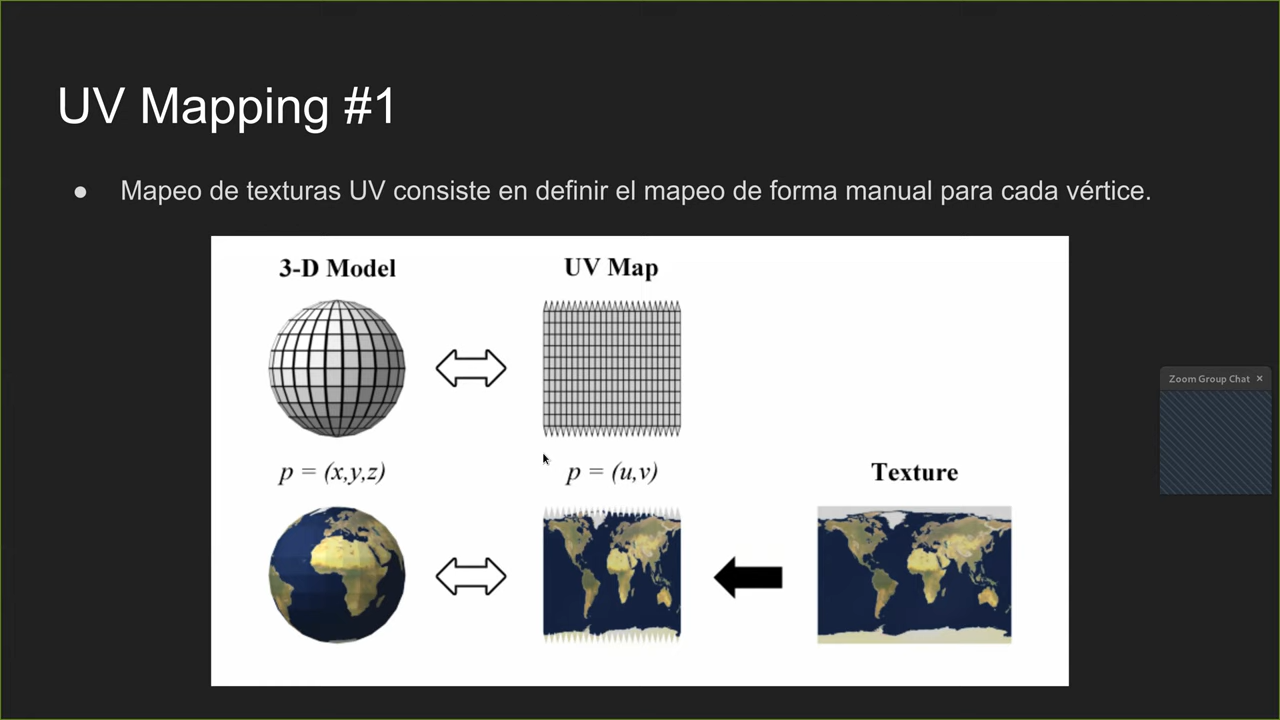 UV Mapping #1
● Mapeo de texturas UV consiste en definir el mapeo de forma manual para cada vértice.
3-D Model
UV Map
Zoom Group Chat ×
p = (x,y,z)
p = (u,v)
Texture